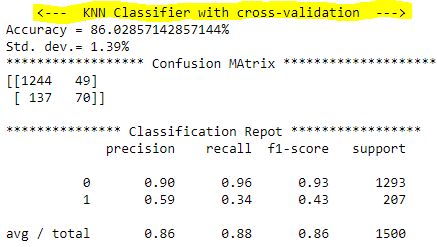 <--- KNN Classifier with cross-validation --->
Accuracy = 86.02857142857144%
Std. dev.= 1.39%
****************** Confusion MAtrix ********************
[[1244 49]
[ 137 70]]
*************** Classification Repot *****************
precision recall f1-score support
0 0.90 0.96 0.93 1293
1 0.59 0.34 0.43 207
avg / total 0.86 0.88 0.86 1500